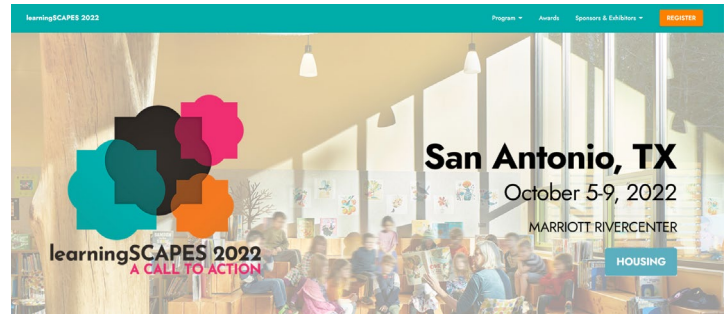 learningSCAPES 2022
Program
Awards
Sponsors & Exhibitors
REGISTER
San Antonio, TX
October 5-9, 2022
MARRIOTT RIVERCENTER
HOUSING
learningSCAPES 2022
A CALL TO ACTION